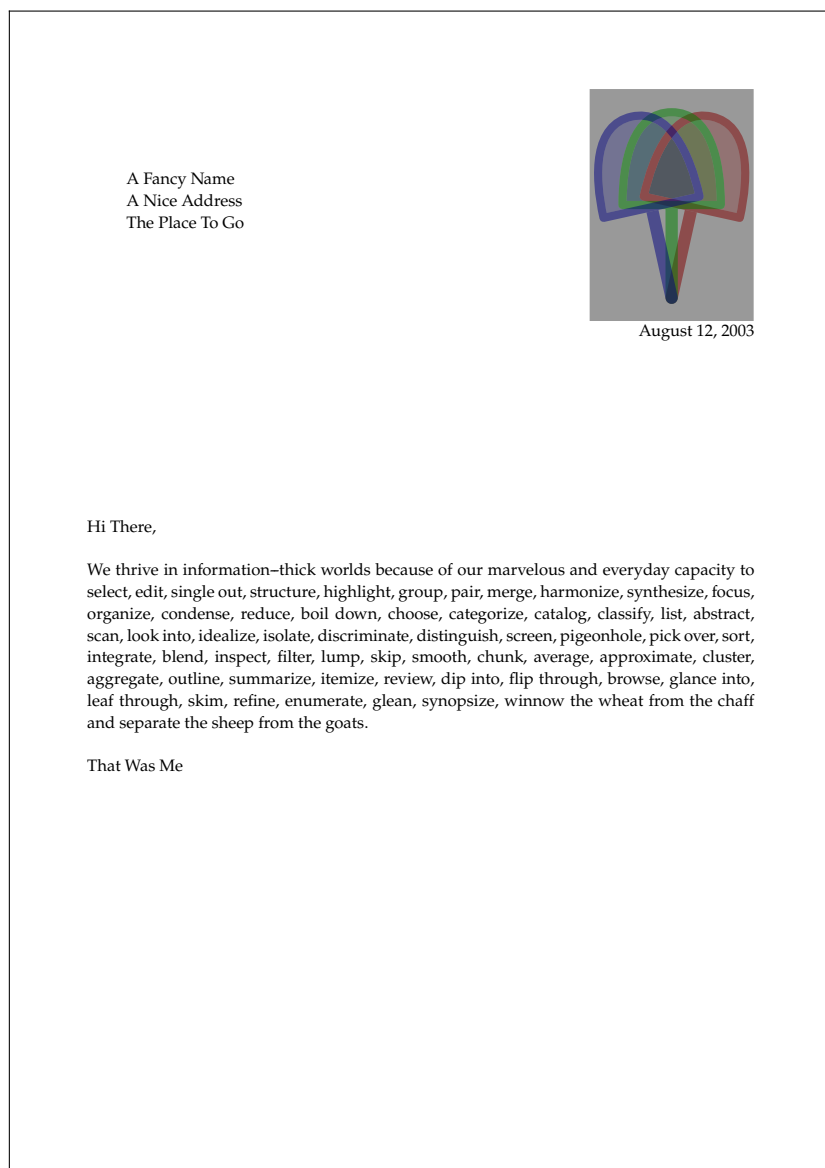 A Fancy Name
A Nice Address
The Place To Go
August 12, 2003
Hi There,
We thrive in information–thick worlds because of our marvelous and everyday capacity to
select, edit, single out, structure, highlight, group, pair, merge, harmonize, synthesize, focus,
organize, condense, reduce, boil down, choose, categorize, catalog, classify, list, abstract,
scan, look into, idealize, isolate, discriminate, distinguish, screen, pigeonhole, pick over, sort,
integrate, blend, inspect, filter, lump, skip, smooth, chunk, average, approximate, cluster,
aggregate, outline, summarize, itemize, review, dip into, flip through, browse, glance into,
leaf through, skim, refine, enumerate, glean, synopsize, winnow the wheat from the chaff
and separate the sheep from the goats.
That Was Me